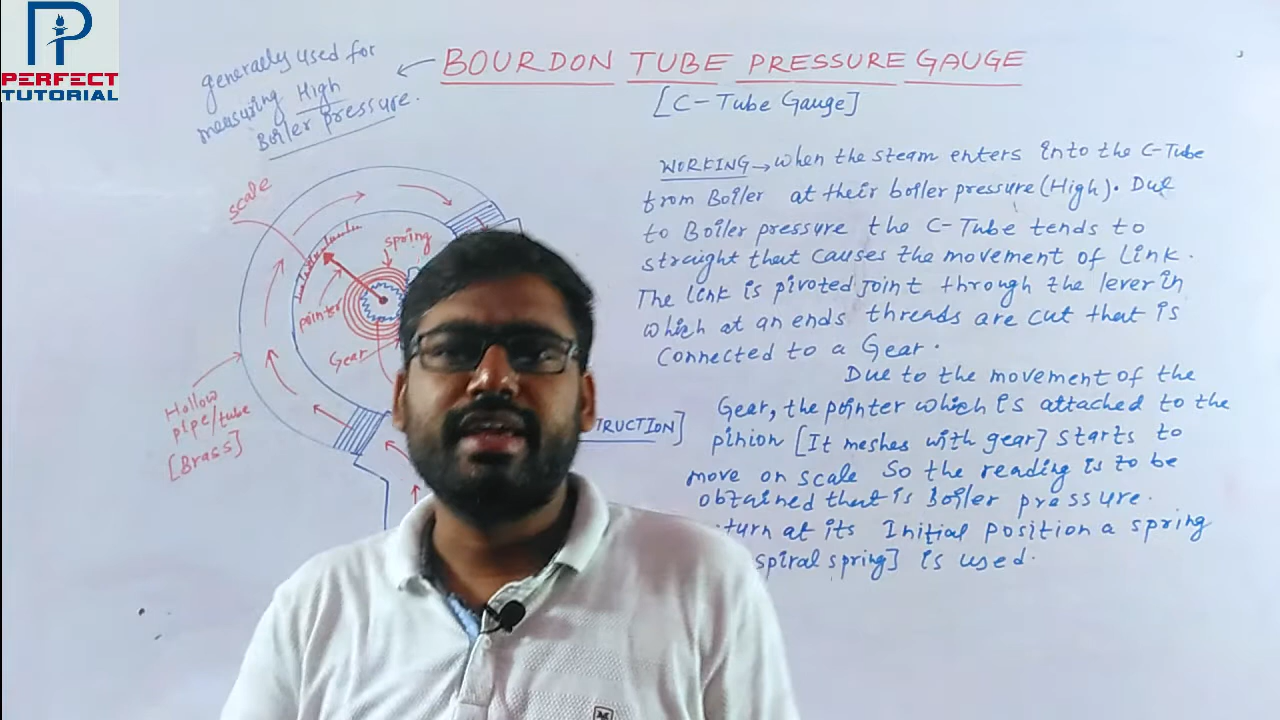 PERFECT
TUTORIAL
generally used for
measuring High
Boiler pressure.
BOURDON TUBE PRESSURE GAUGE
[C-Tube Gauge]
scale
spring
pointer
Gear
Hollow
pipe/tube
[Brass]
TRUCTION]
WORKING → when the steam enters into the C-Tube
from Boiler at their boiler pressure (High). Due
to Boiler pressure the C-Tube tends to
straight that causes the movement of link.
The link is pivoted joint through the lever in
which at an ends threads are cut that is
connected to a Gear.
Due to the movement of the
Gear, the pointer which is attached to the
pinion [It meshes with gear] starts to
move on scale so the reading is to be
obtained that is Boiler pressure.
turn at its Initial position a spring
spiral spring] is used.